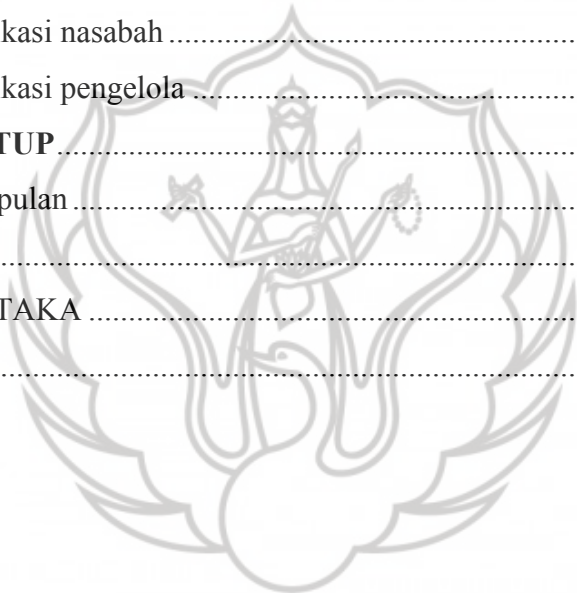 kasi nasabah ........................................................
kasi pengelola .....................................................
TUP .....................................................................
pulan ...................................................................
..............................................................................
TAKA .................................................................
..............................................................................